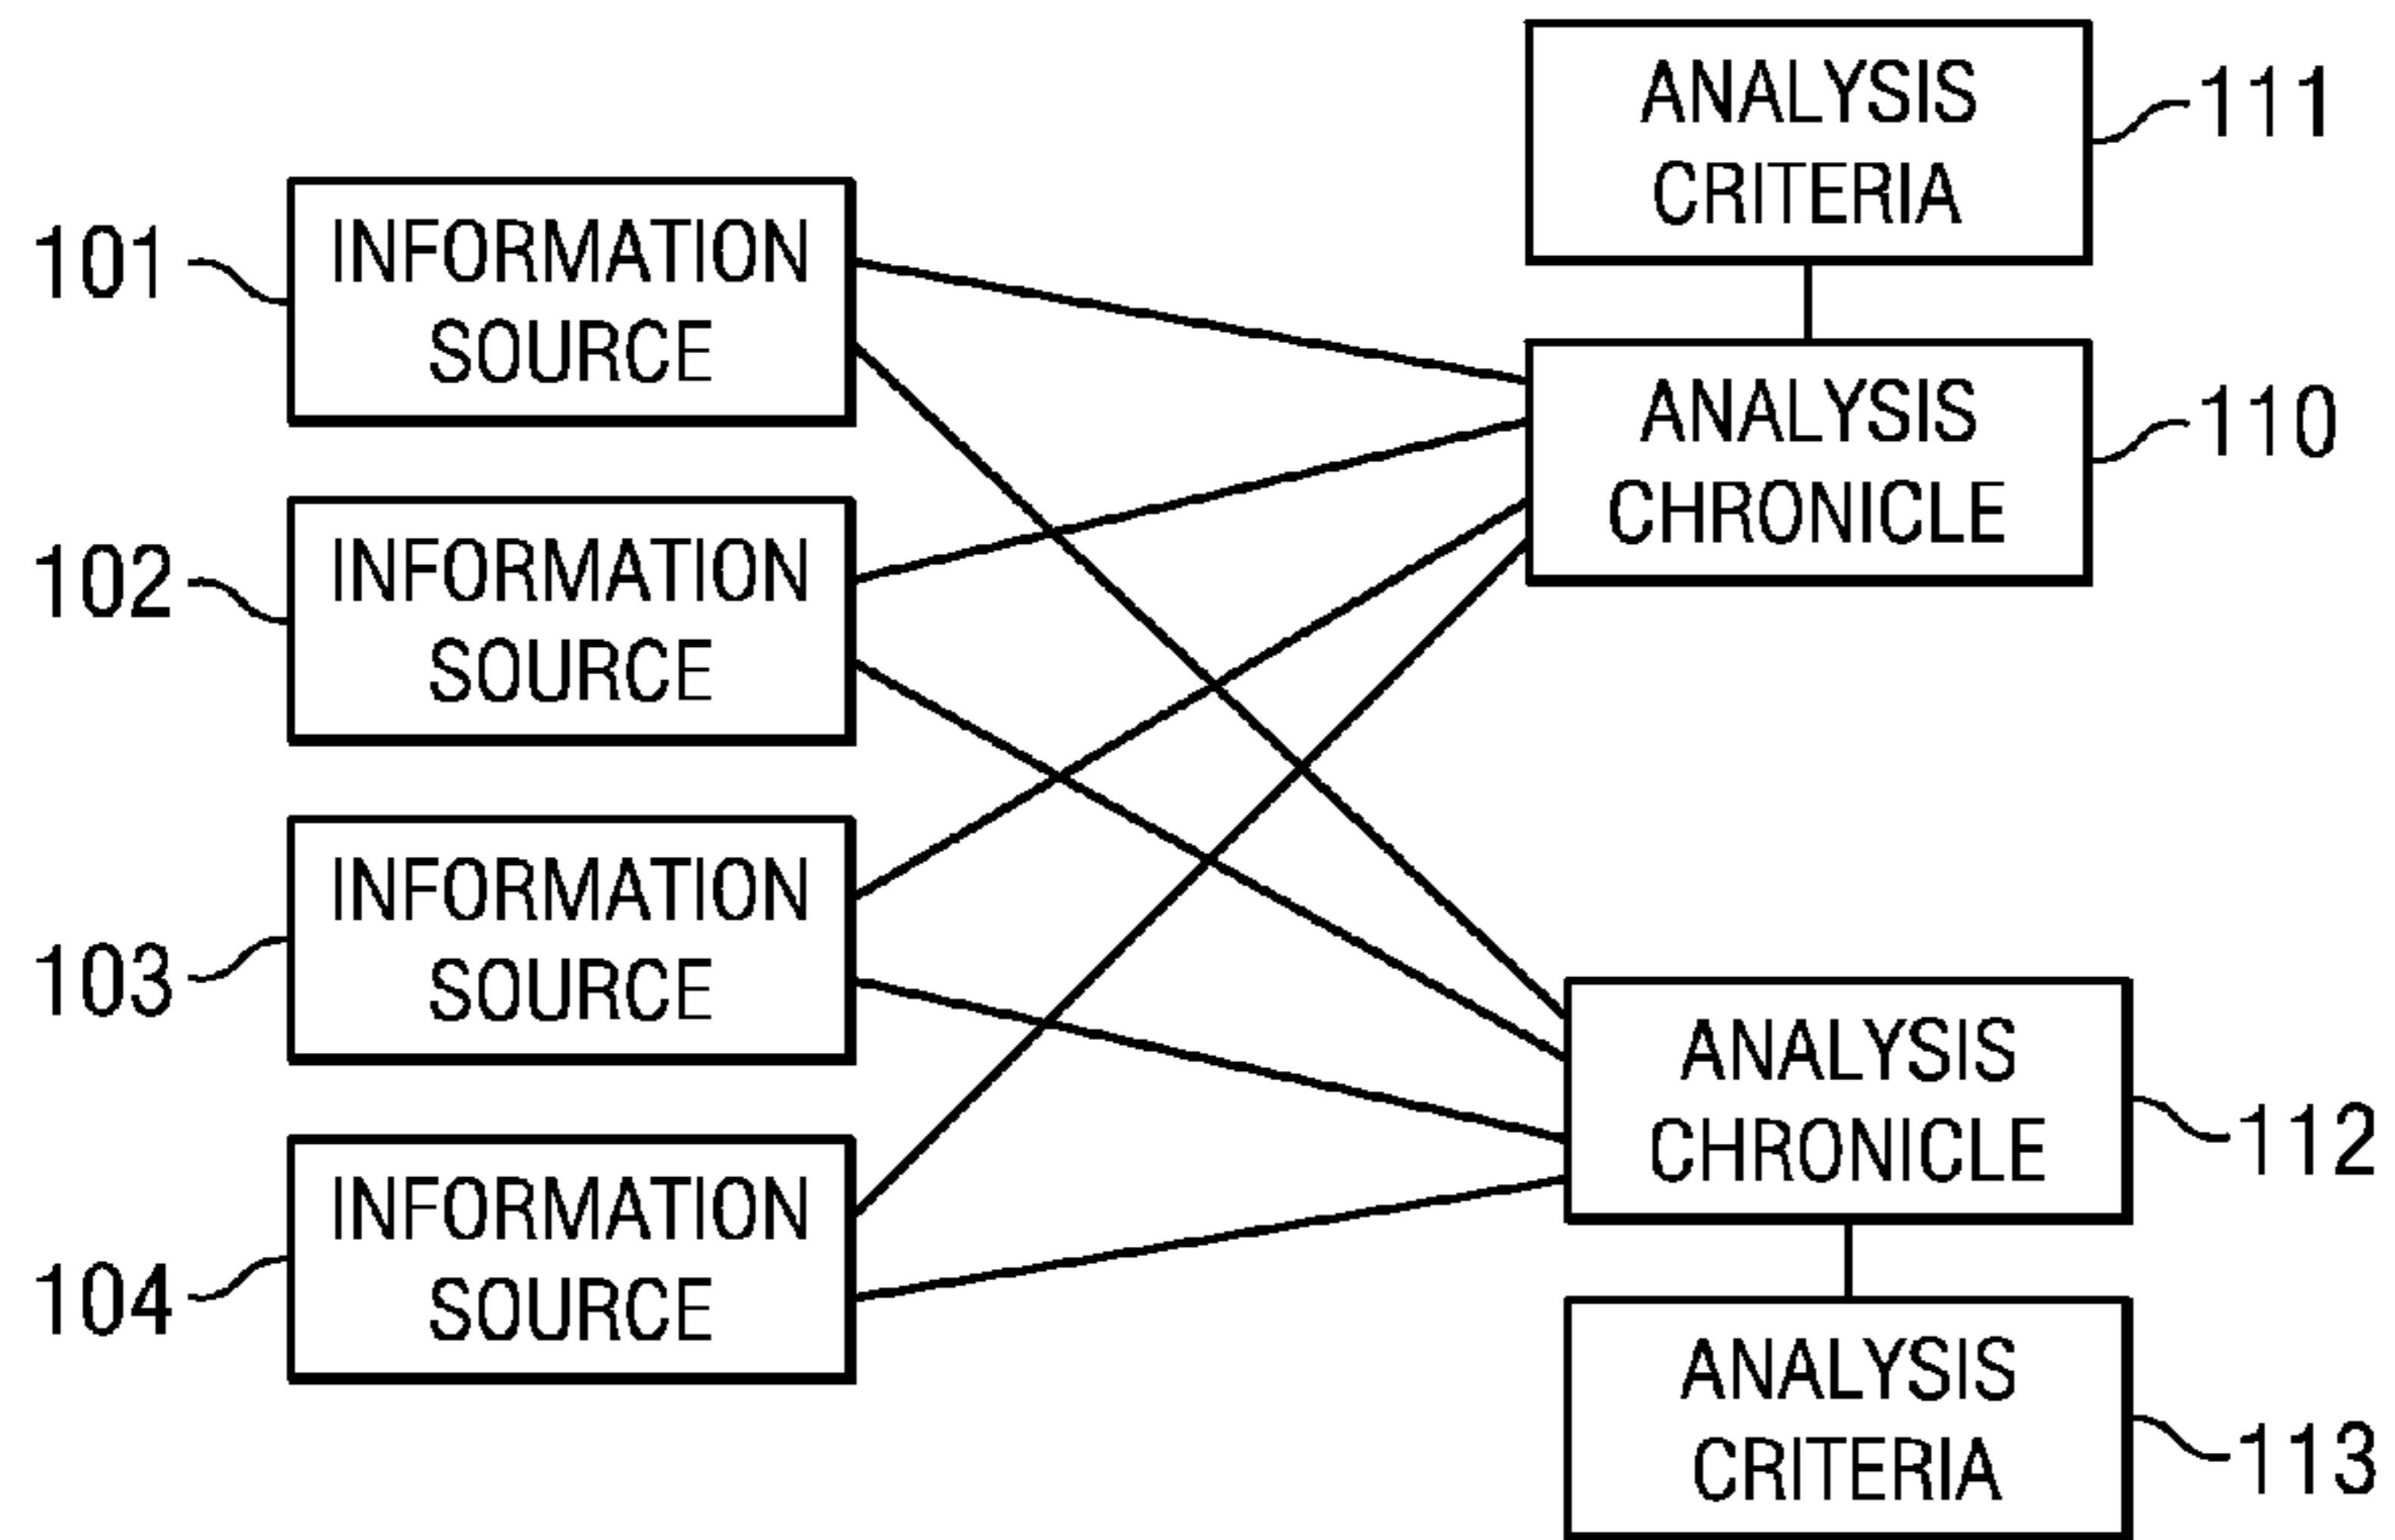 101
INFORMATION
SOURCE
102
INFORMATION
SOURCE
103
INFORMATION
SOURCE
104
INFORMATION
SOURCE
ANALYSIS
CRITERIA
111
ANALYSIS
CHRONICLE
110
ANALYSIS
CHRONICLE
112
ANALYSIS
CRITERIA
113